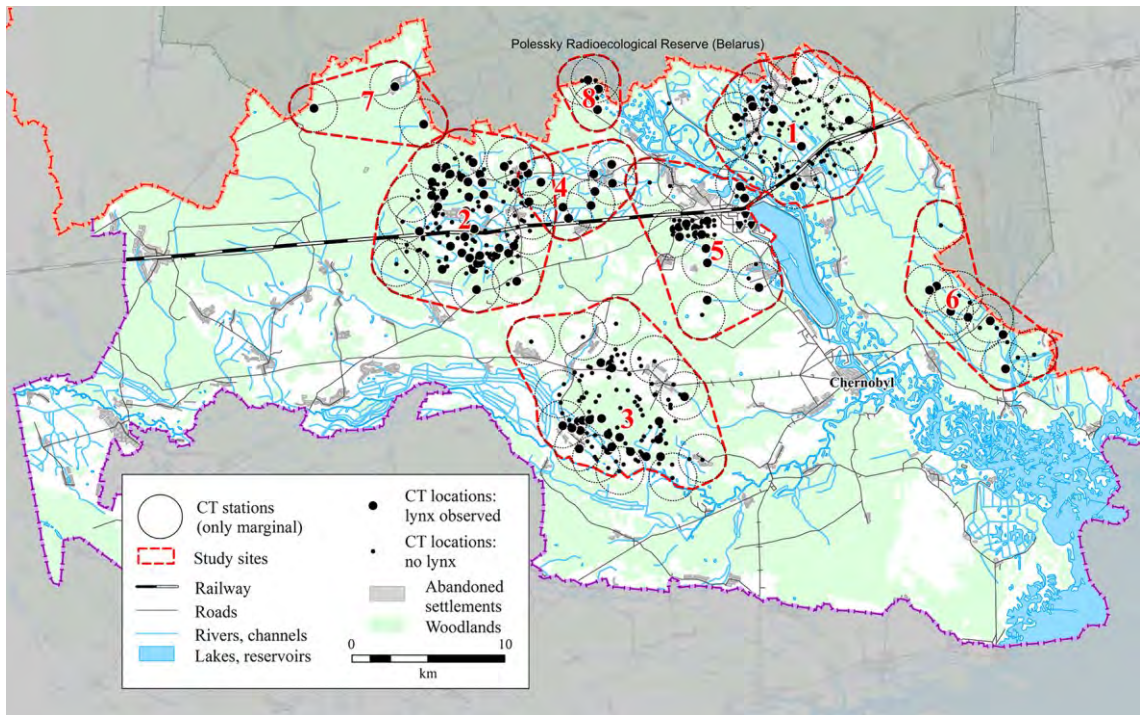 Polessky Radioecological Reserve (Belarus)
7
8
1
2
4
5
6
Chernobyl
3
CT stations
(only marginal)
Study sites
Railway
Roads
Rivers, channels
Lakes, reservoirs
CT locations:
lynx observed
CT locations:
no lynx
Abandoned
settlements
Woodlands
0
10
km